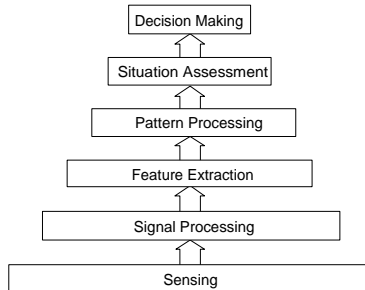 Decision Making
Situation Assessment
Pattern Processing
Feature Extraction
Signal Processing
Sensing